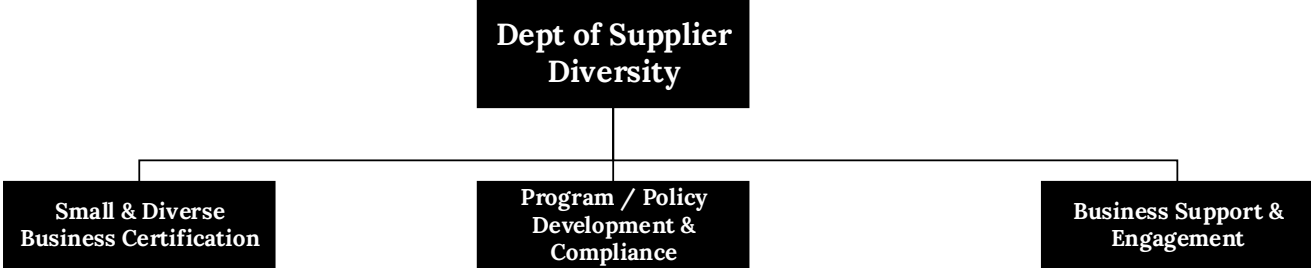 Dept of Supplier
Diversity
Small & Diverse
Business Certification
Program / Policy
Development &
Compliance
Business Support &
Engagement